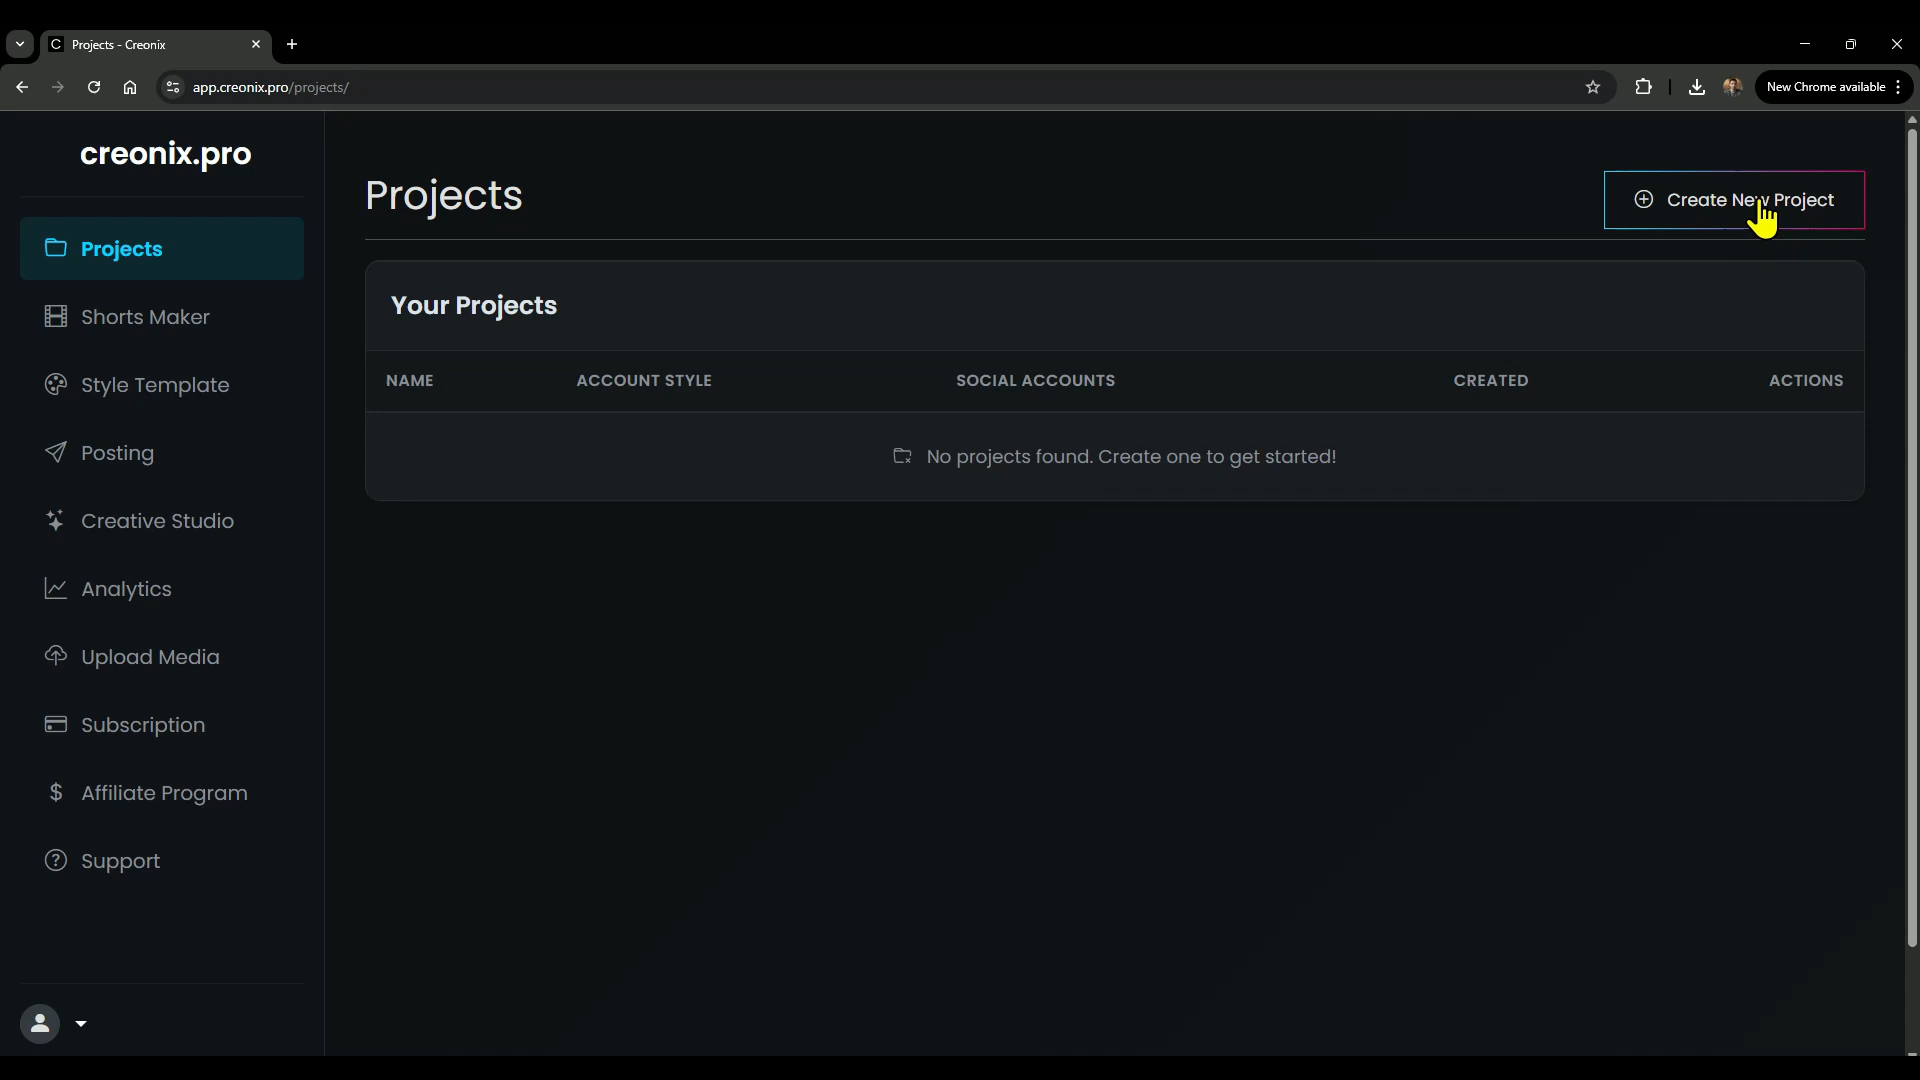 Projects - Creonix
app.creonix.pro/projects/
New Chrome available
creonix.pro
Projects
Shorts Maker
Style Template
Posting
Creative Studio
Analytics
Upload Media
Subscription
Affiliate Program
Support
Projects
Create New Project
Your Projects
NAME ACCOUNT STYLE SOCIAL ACCOUNTS CREATED ACTIONS
No projects found. Create one to get started!